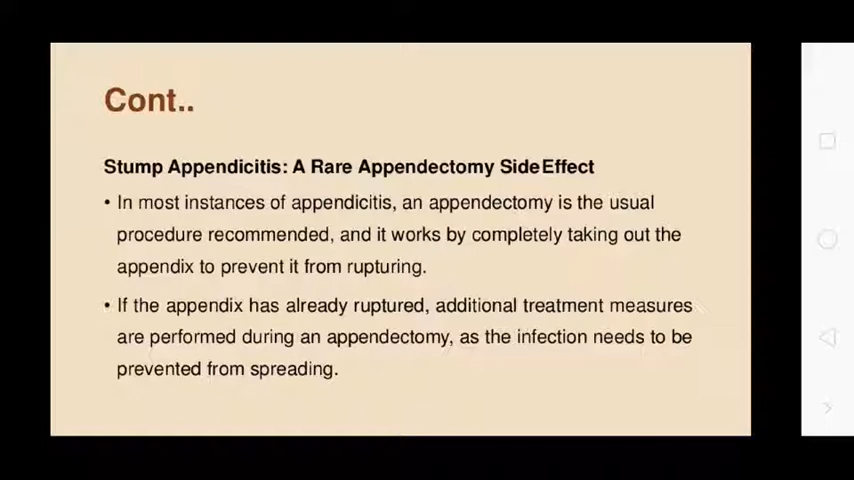 Cont..
Stump Appendicitis: A Rare Appendectomy Side Effect
• In most instances of appendicitis, an appendectomy is the usual
procedure recommended, and it works by completely taking out the
appendix to prevent it from rupturing.
• If the appendix has already ruptured, additional treatment measures
are performed during an appendectomy, as the infection needs to be
prevented from spreading.